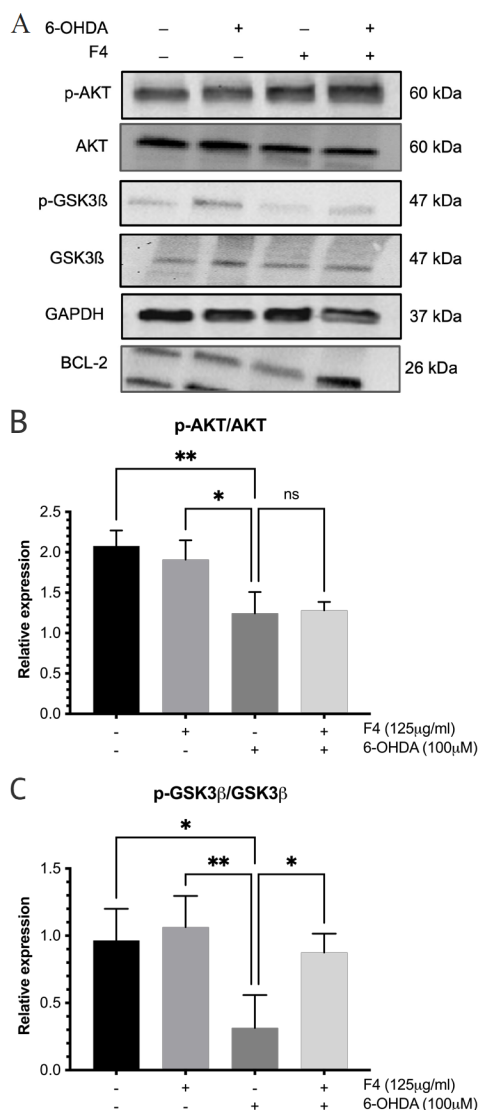 A
6-OHDA – + – +
F4 – – + +
p-AKT 60 kDa
AKT 60 kDa
p-GSK3ß 47 kDa
GSK3ß 47 kDa
GAPDH 37 kDa
BCL-2 26 kDa
B
p-AKT/AKT
**
* ns
Relative expression
2.5
2.0
1.5
1.0
0.5
0.0
- + - + F4 (125µg/ml)
- - + + 6-OHDA (100µM)
C
p-GSK3β/GSK3β
*
** *
Relative expression
1.5
1.0
0.5
0.0
- + - + F4 (125µg/ml)
- - + + 6-OHDA (100µM)